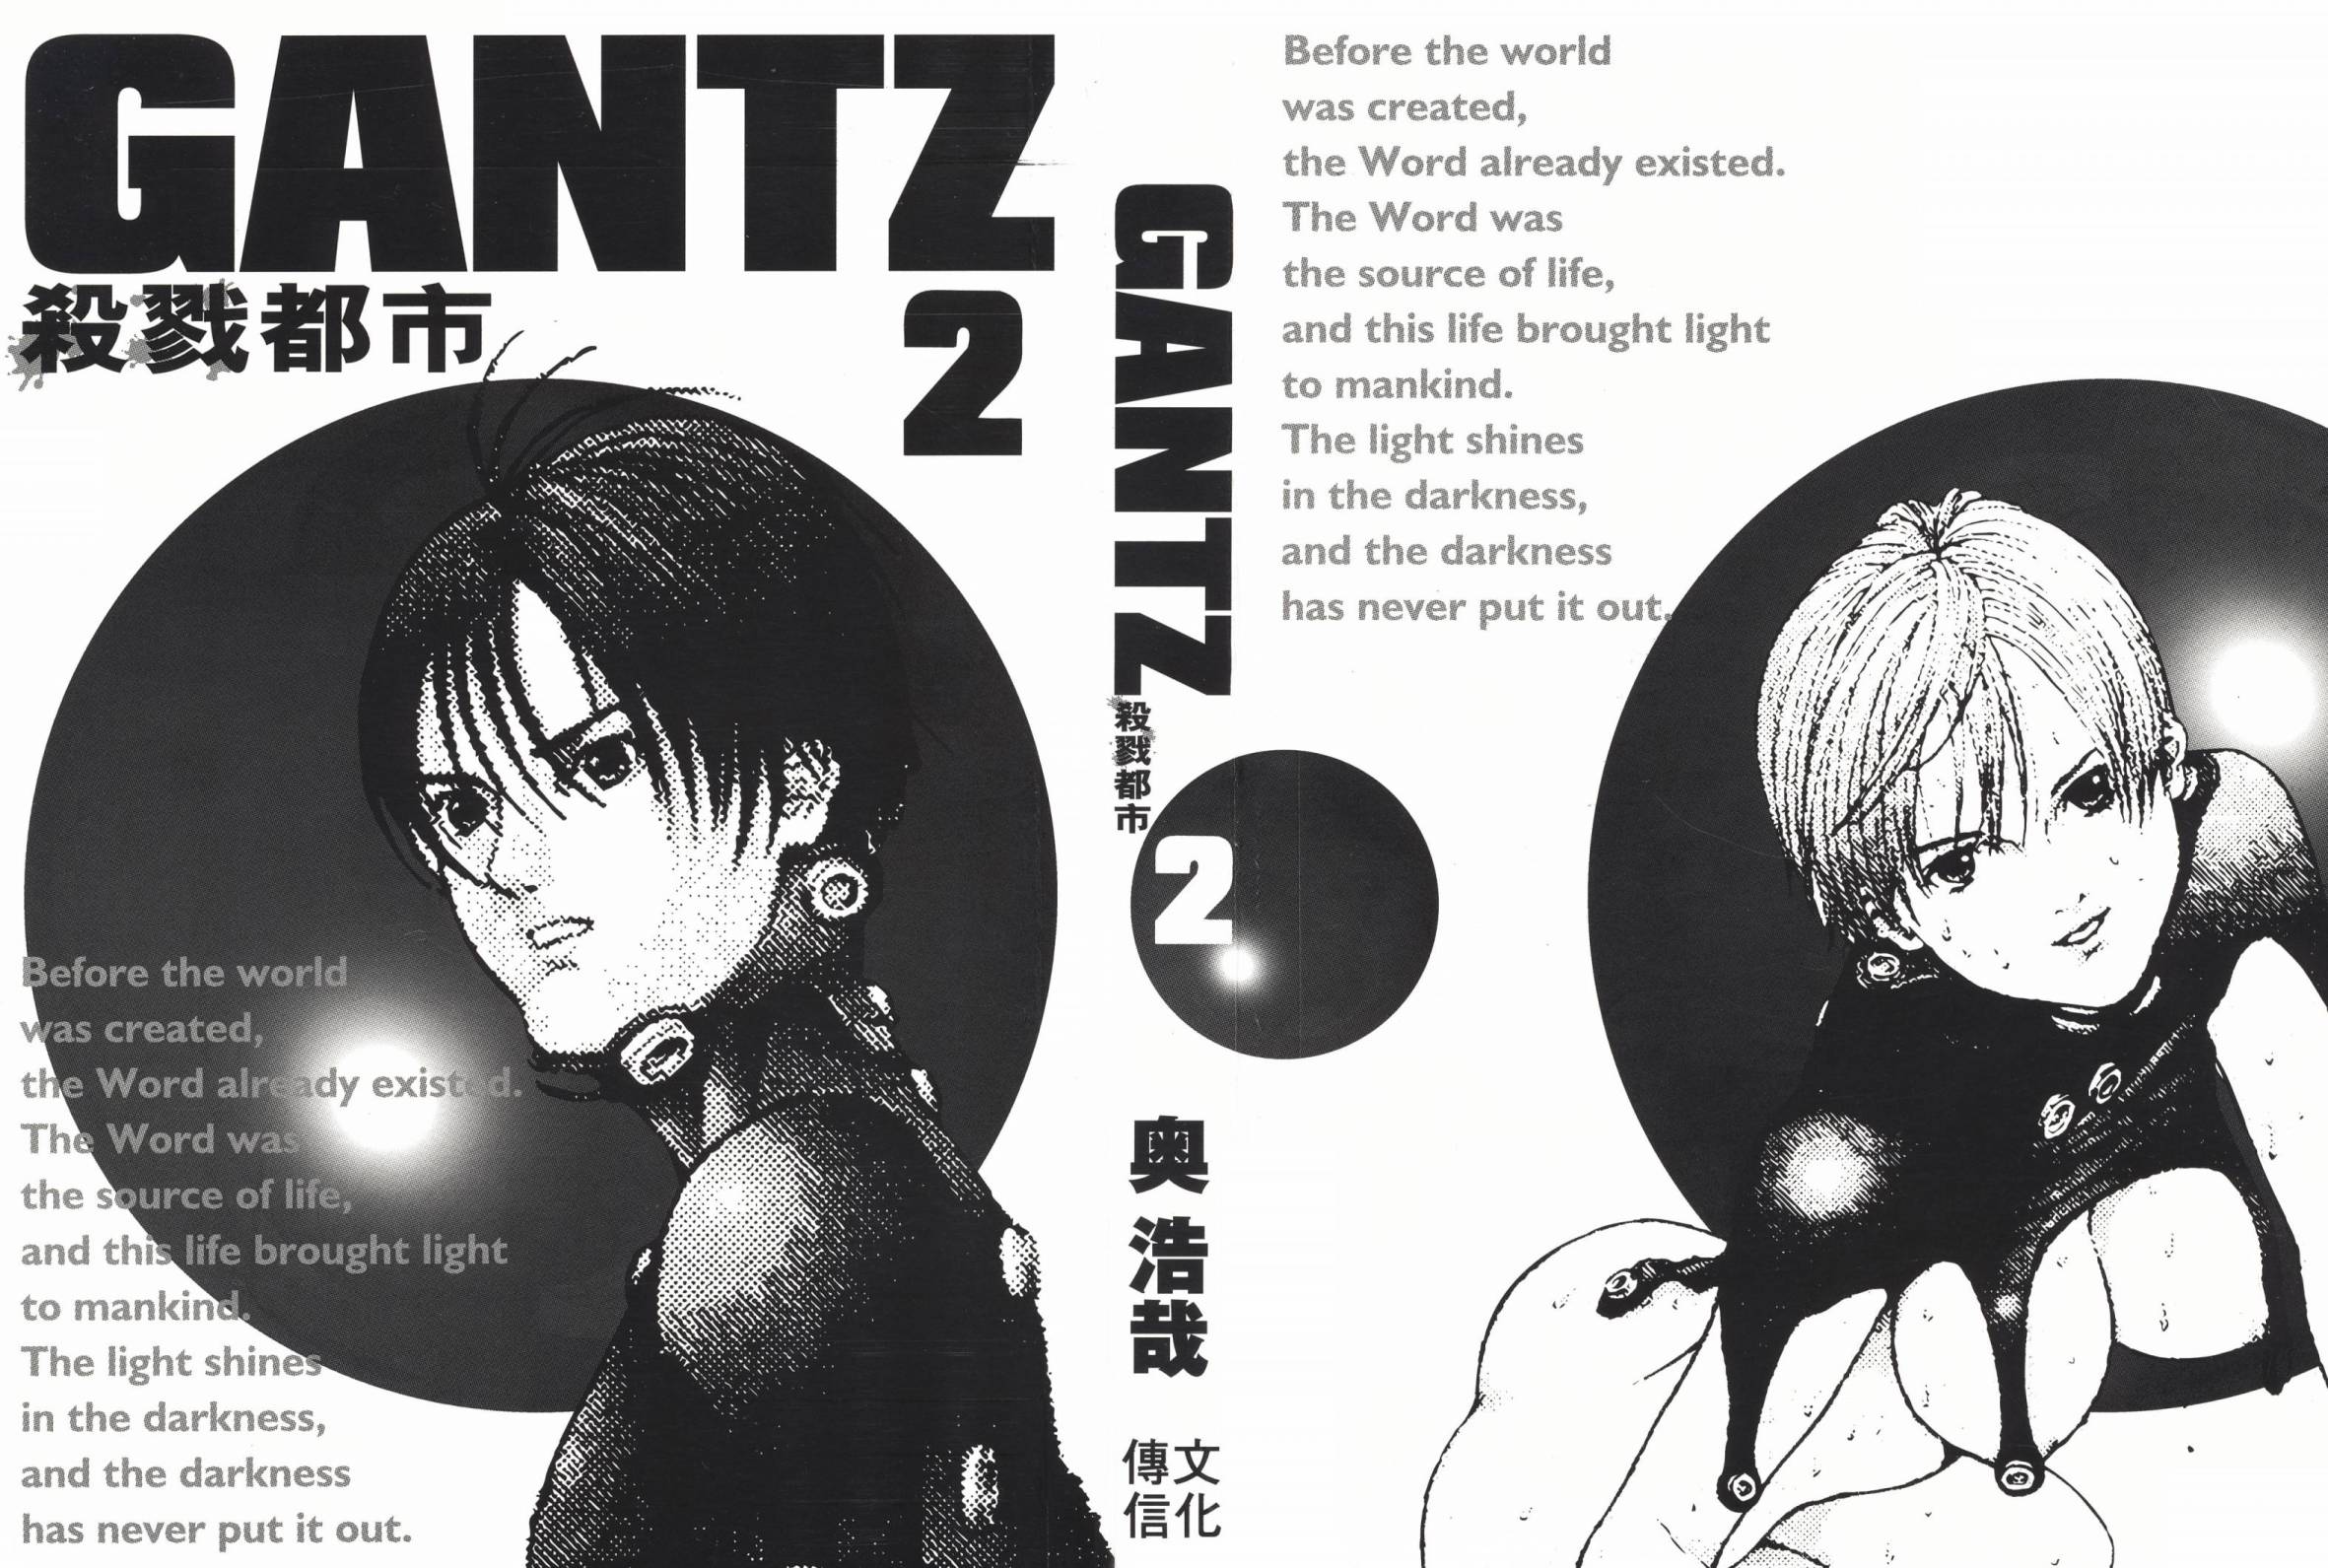 GANTZ
殺戮都市
2
Before the world
was created,
the Word already existed.
The Word was
the source of life,
and this life brought light
to mankind.
The light shines
in the darkness,
and the darkness
has never put it out.
GANTZ
殺戮都市
2
奥 浩哉
文化
傳信
Before the world
was created,
the Word already existed.
The Word was
the source of life,
and this life brought light
to mankind.
The light shines
in the darkness,
and the darkness
has never put it out.